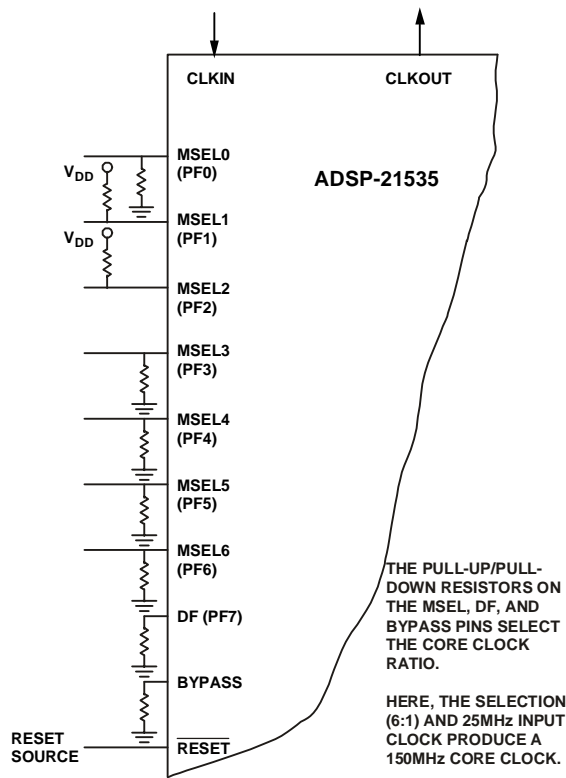 CLKIN
CLKOUT
ADSP-21535
MSEL0
(PF0)
VDD
MSEL1
(PF1)
VDD
MSEL2
(PF2)
MSEL3
(PF3)
MSEL4
(PF4)
MSEL5
(PF5)
MSEL6
(PF6)
DF (PF7)
BYPASS
RESET
SOURCE
RESET
THE PULL-UP/PULL-
DOWN RESISTORS ON
THE MSEL, DF, AND
BYPASS PINS SELECT
THE CORE CLOCK
RATIO.
HERE, THE SELECTION
(6:1) AND 25MHz INPUT
CLOCK PRODUCE A
150MHz CORE CLOCK.